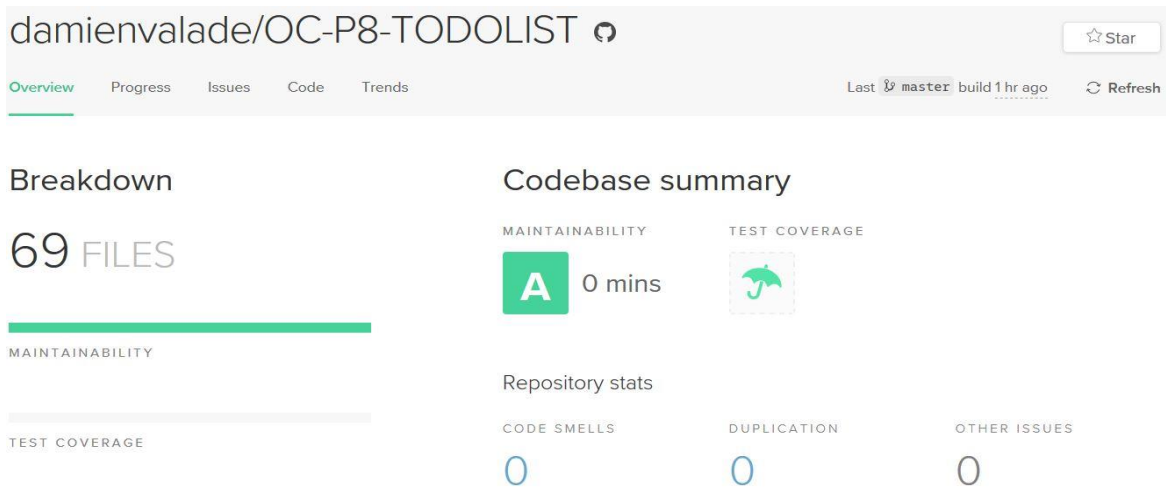 damienvalade/OC-P8-TODOLIST
Star
Overview Progress Issues Code Trends Last master build 1 hr ago Refresh
Breakdown
69 FILES
MAINTAINABILITY
TEST COVERAGE
Codebase summary
MAINTAINABILITY TEST COVERAGE
A 0 mins
Repository stats
CODE SMELLS DUPLICATION OTHER ISSUES
0 0 0